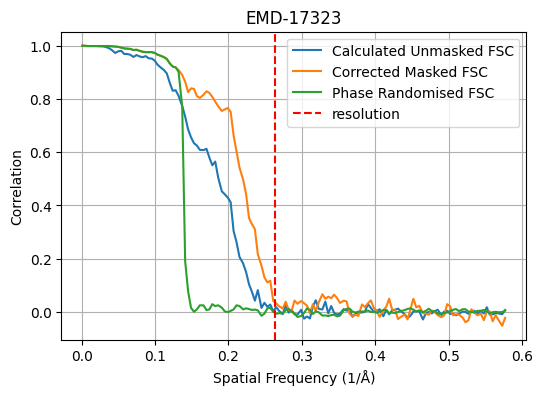 EMD-17323
Correlation
1.0
0.8
0.6
0.4
0.2
0.0
Calculated Unmasked FSC
Corrected Masked FSC
Phase Randomised FSC
resolution
0.0 0.1 0.2 0.3 0.4 0.5 0.6
Spatial Frequency (1/Å)